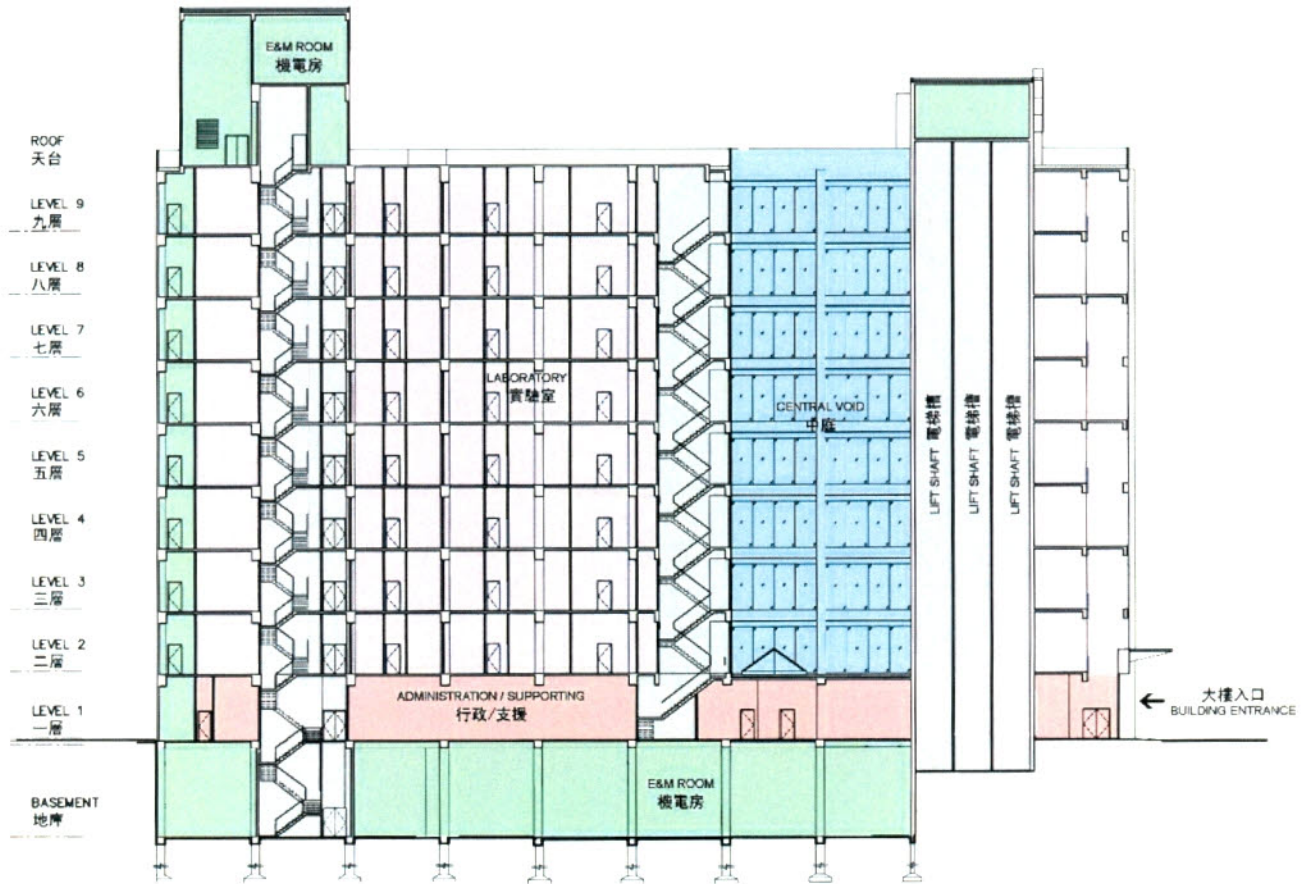 E&M ROOM
機電房
ROOF
天台
LEVEL 9
九層
LEVEL 8
八層
LEVEL 7
七層
LEVEL 6
六層
LEVEL 5
五層
LEVEL 4
四層
LEVEL 3
三層
LEVEL 2
二層
LEVEL 1
一層
BASEMENT
地庫
LABORATORY
實驗室
CENTRAL VOID
中庭
LIFT SHAFT 電梯槽
LIFT SHAFT 電梯槽
LIFT SHAFT 電梯槽
ADMINISTRATION / SUPPORTING
行政/支援
大樓入口
BUILDING ENTRANCE
E&M ROOM
機電房